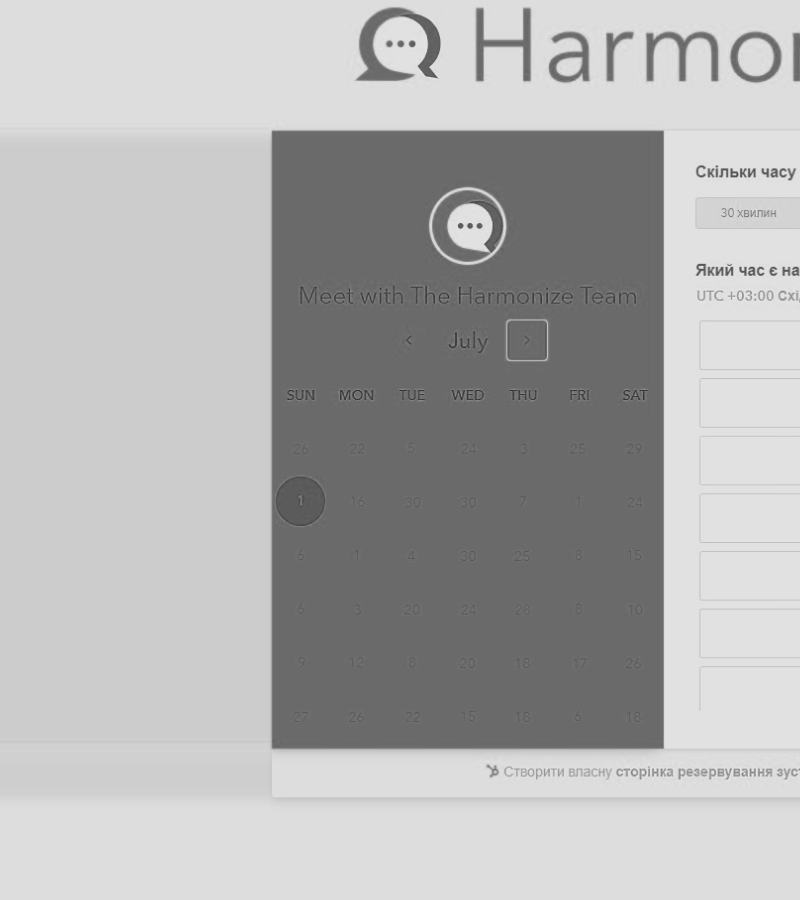 Harmon
Meet with The Harmonize Team
July
SUN MON TUE WED THU FRI SAT
26 22 5 24 3 25 29
1 16 30 30 7 1 24
6 1 4 30 25 8 15
6 3 20 24 28 8 10
9 12 8 20 18 17 26
27 26 22 15 18 6 18
Скільки часу
30 хвилин
Який час є на
UTC +03:00 Схі
Створити власну сторінка резервування зуст